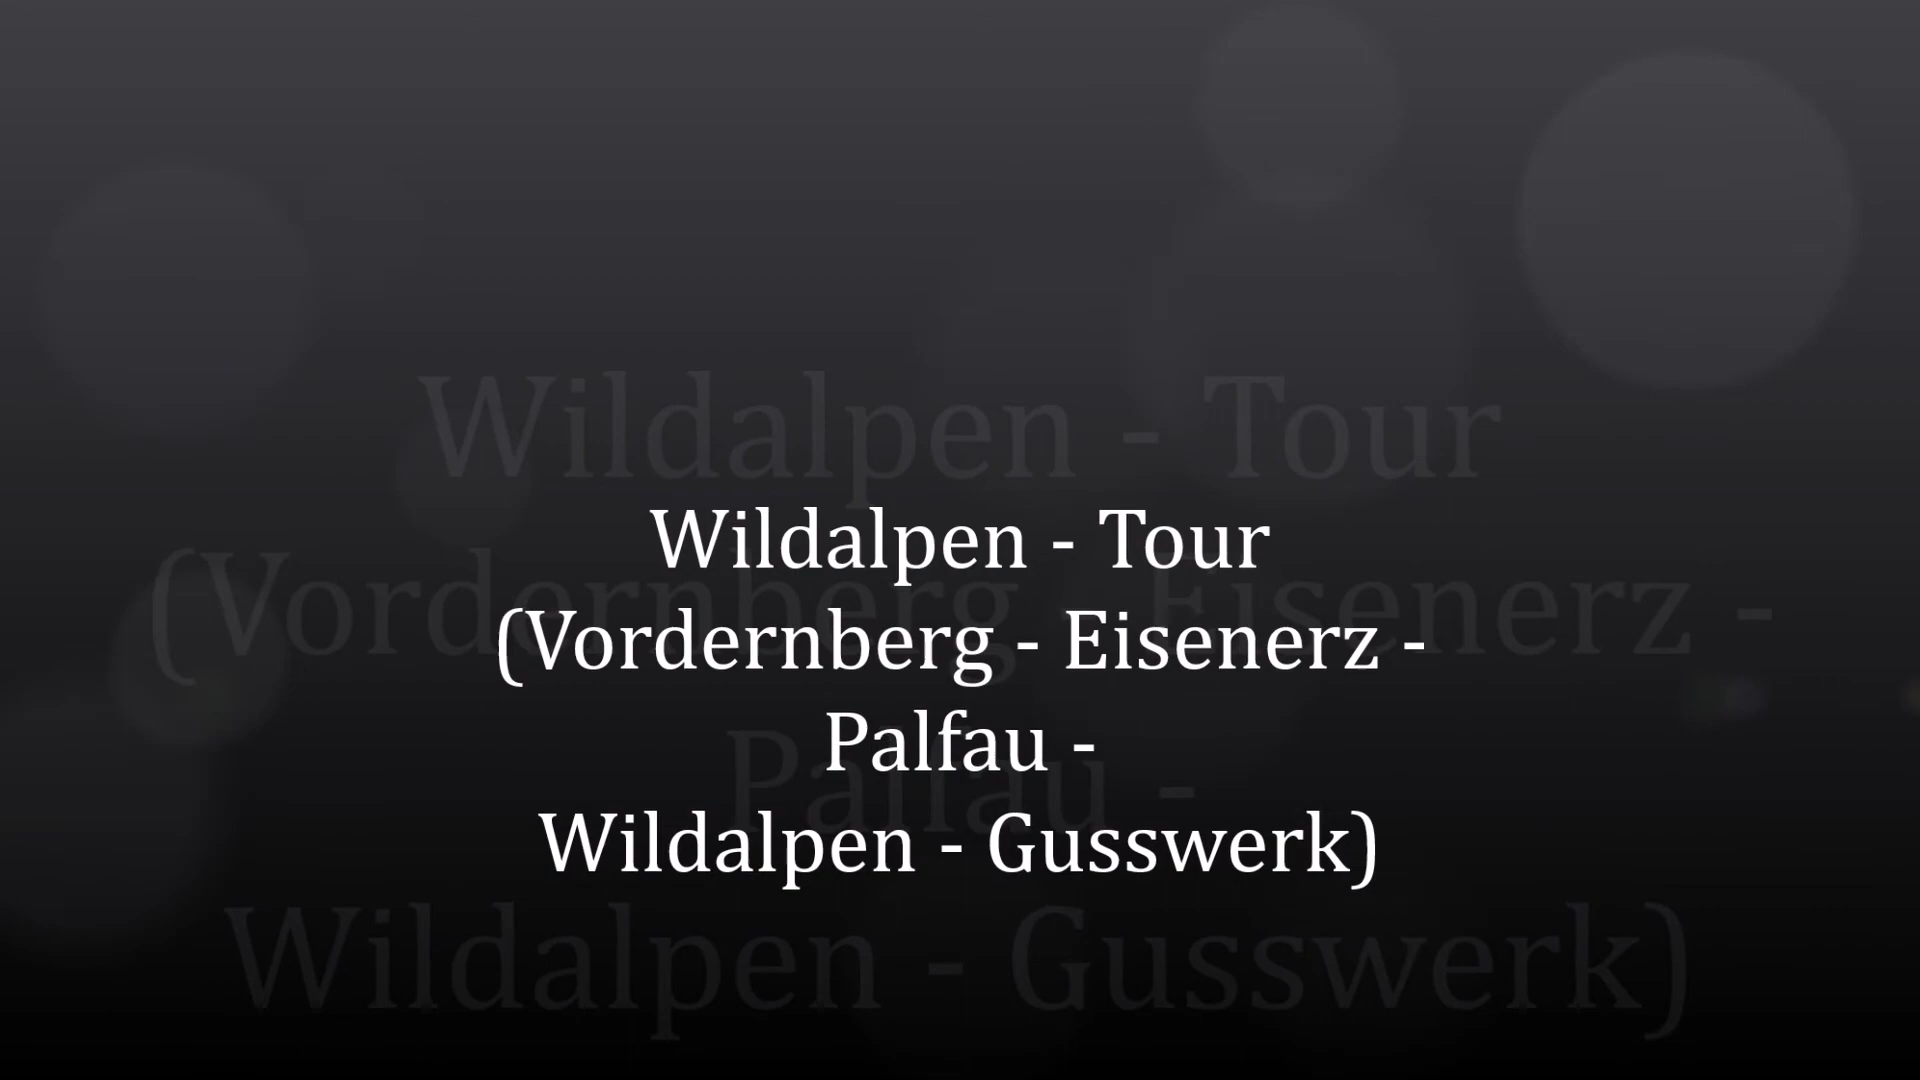 Wildalpen - Tour
(Vordernberg - Eisenerz -
Palfau -
Wildalpen - Gusswerk)